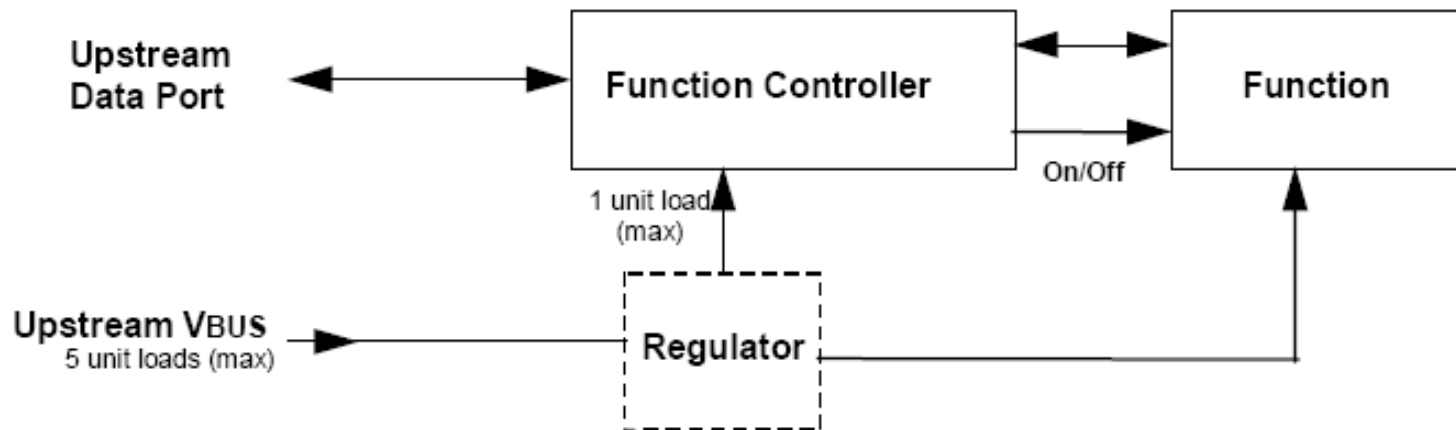 Upstream
Data Port
Function Controller
Function
On/Off
1 unit load
(max)
Upstream VBUS
5 unit loads (max)
Regulator